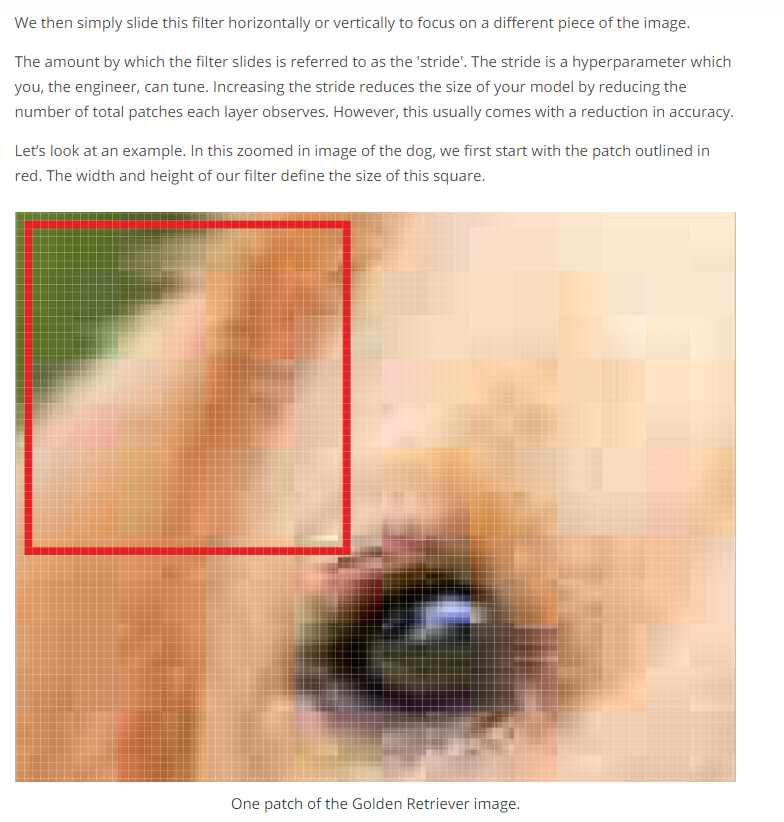 We then simply slide this filter horizontally or vertically to focus on a different piece of the image.
The amount by which the filter slides is referred to as the 'stride'. The stride is a hyperparameter which
you, the engineer, can tune. Increasing the stride reduces the size of your model by reducing the
number of total patches each layer observes. However, this usually comes with a reduction in accuracy.
Let's look at an example. In this zoomed in image of the dog, we first start with the patch outlined in
red. The width and height of our filter define the size of this square.
One patch of the Golden Retriever image.